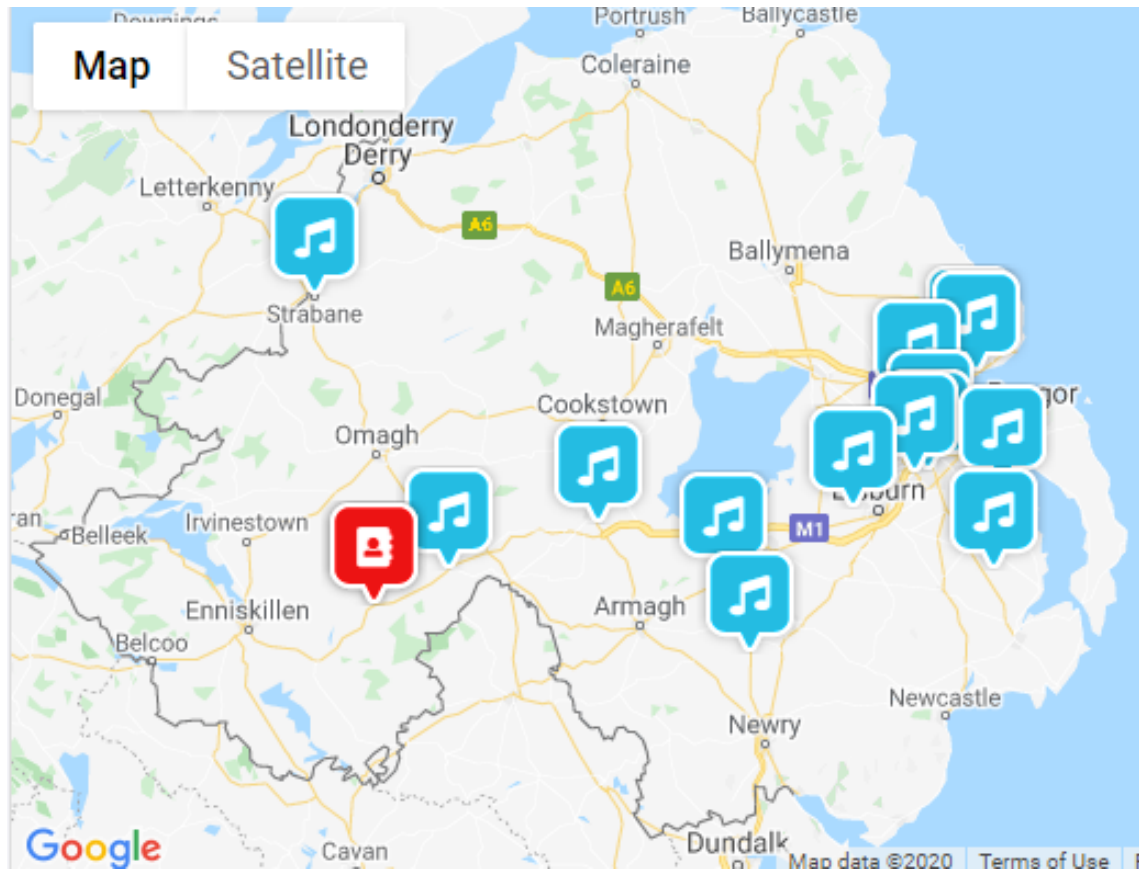 Downings
Portrush
Ballycastle
Map
Satellite
Coleraine
Londonderry
Derry
Letterkenny
A6
Ballymena
A6
Strabane
Magherafelt
Donegal
Cookstown
Omagh
Irvinestown
Belleek
M1
Enniskillen
Armagh
Belcoo
Newcastle
Newry
Google
Cavan
Dundalk
Map data ©2020
Terms of Use